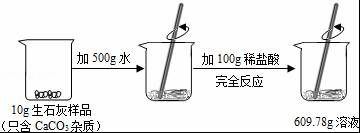 加 500g 水
加 100g 稀盐酸
完全反应
10g 生石灰样品
(只含 CaCO₃ 杂质)
609.78g 溶液